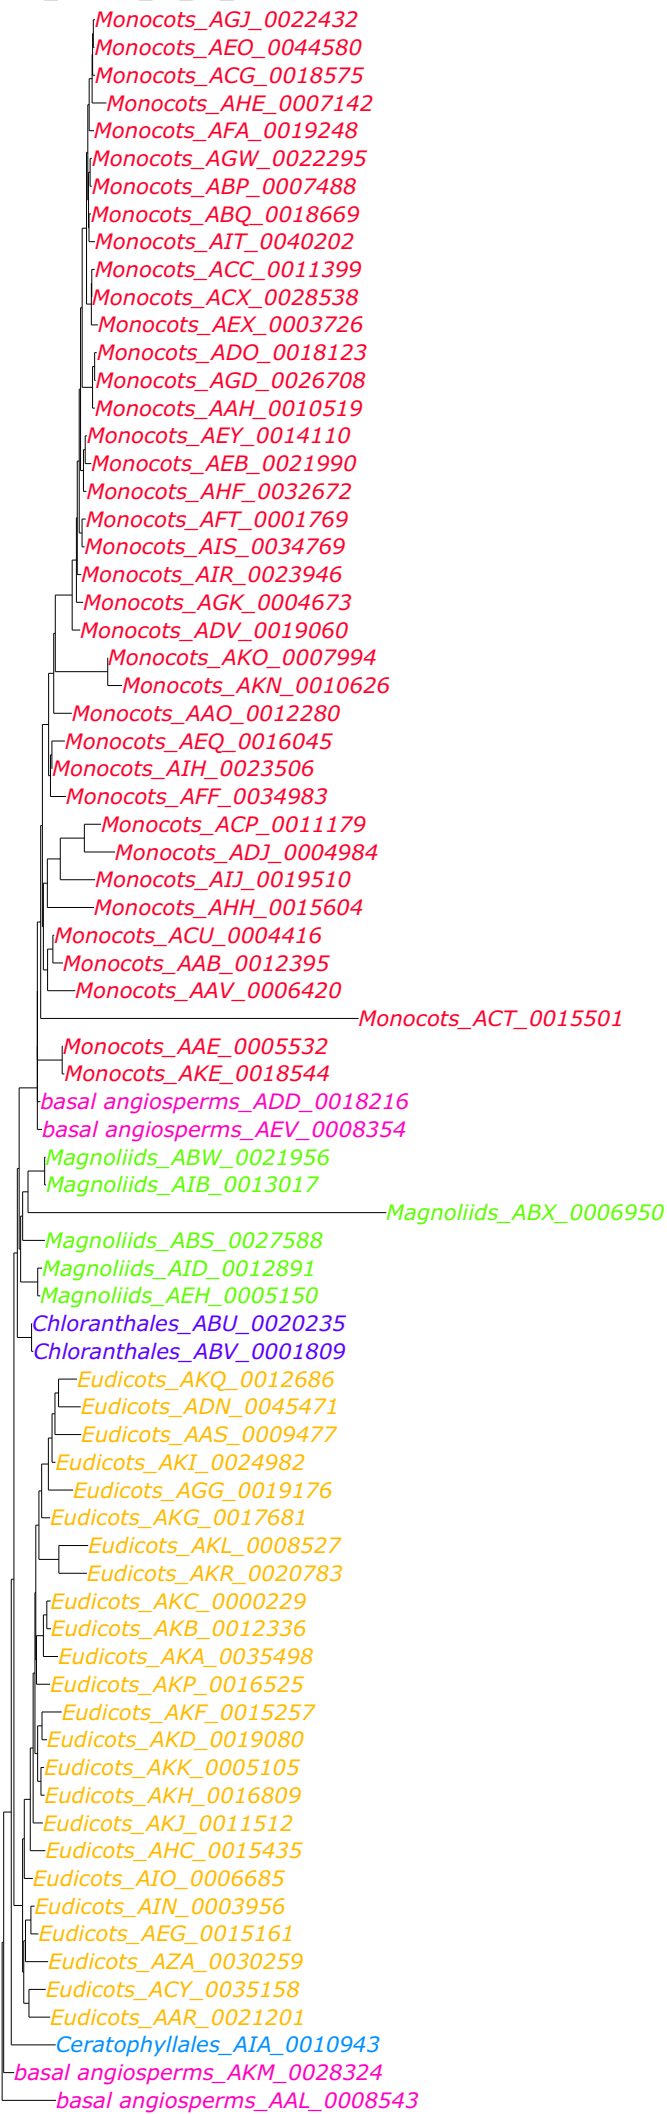 Monocots_AGJ_0022432
Monocots_AEO_0044580
Monocots_ACG_0018575
Monocots_AHE_0007142
Monocots_AFA_0019248
Monocots_AGW_0022295
Monocots_ABP_0007488
Monocots_ABQ_0018669
Monocots_AIT_0040202
Monocots_ACC_0011399
Monocots_ACX_0028538
Monocots_AEX_0003726
Monocots_ADO_0018123
Monocots_AGD_0026708
Monocots_AAH_0010519
Monocots_AEY_0014110
Monocots_AEB_0021990
Monocots_AHF_0032672
Monocots_AFT_0001769
Monocots_AIS_0034769
Monocots_AIR_0023946
Monocots_AGK_0004673
Monocots_ADV_0019060
Monocots_AKO_0007994
Monocots_AKN_0010626
Monocots_AAO_0012280
Monocots_AEQ_0016045
Monocots_AIH_0023506
Monocots_AFF_0034983
Monocots_ACP_0011179
Monocots_ADJ_0004984
Monocots_AIJ_0019510
Monocots_AHH_0015604
Monocots_ACU_0004416
Monocots_AAB_0012395
Monocots_AAV_0006420
Monocots_ACT_0015501
Monocots_AAE_0005532
Monocots_AKE_0018544
basal angiosperms_ADD_0018216
basal angiosperms_AEV_0008354
Magnoliids_ABW_0021956
Magnoliids_AIB_0013017
Magnoliids_ABX_0006950
Magnoliids_ABS_0027588
Magnoliids_AID_0012891
Magnoliids_AEH_0005150
Chloranthales_ABU_0020235
Chloranthales_ABV_0001809
Eudicots_AKQ_0012686
Eudicots_ADN_0045471
Eudicots_AAS_0009477
Eudicots_AKI_0024982
Eudicots_AGG_0019176
Eudicots_AKG_0017681
Eudicots_AKL_0008527
Eudicots_AKR_0020783
Eudicots_AKC_0000229
Eudicots_AKB_0012336
Eudicots_AKA_0035498
Eudicots_AKP_0016525
Eudicots_AKF_0015257
Eudicots_AKD_0019080
Eudicots_AKK_0005105
Eudicots_AKH_0016809
Eudicots_AKJ_0011512
Eudicots_AHC_0015435
Eudicots_AIO_0006685
Eudicots_AIN_0003956
Eudicots_AEG_0015161
Eudicots_AZA_0030259
Eudicots_ACY_0035158
Eudicots_AAR_0021201
Ceratophyllales_AIA_0010943
basal angiosperms_AKM_0028324
basal angiosperms_AAL_0008543